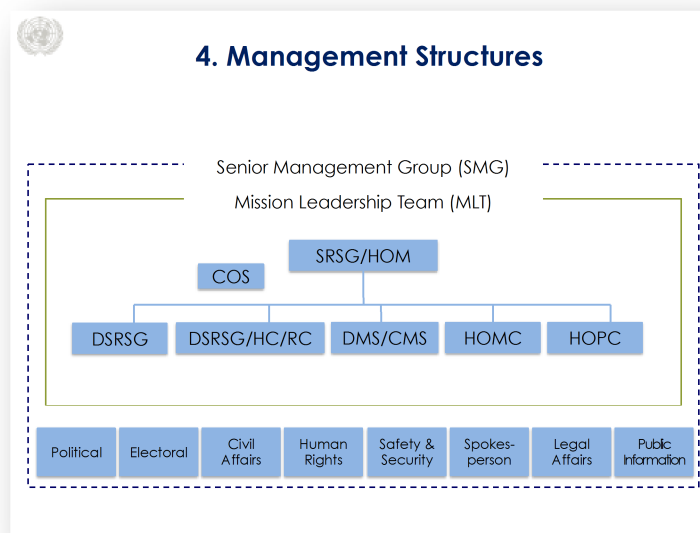 4. Management Structures
Senior Management Group (SMG)
Mission Leadership Team (MLT)
SRSG/HOM
COS
DSRSG
DSRSG/HC/RC
DMS/CMS
HOMC
HOPC
Political
Electoral
Civil
Affairs
Human
Rights
Safety &
Security
Spokes-
person
Legal
Affairs
Public
Information